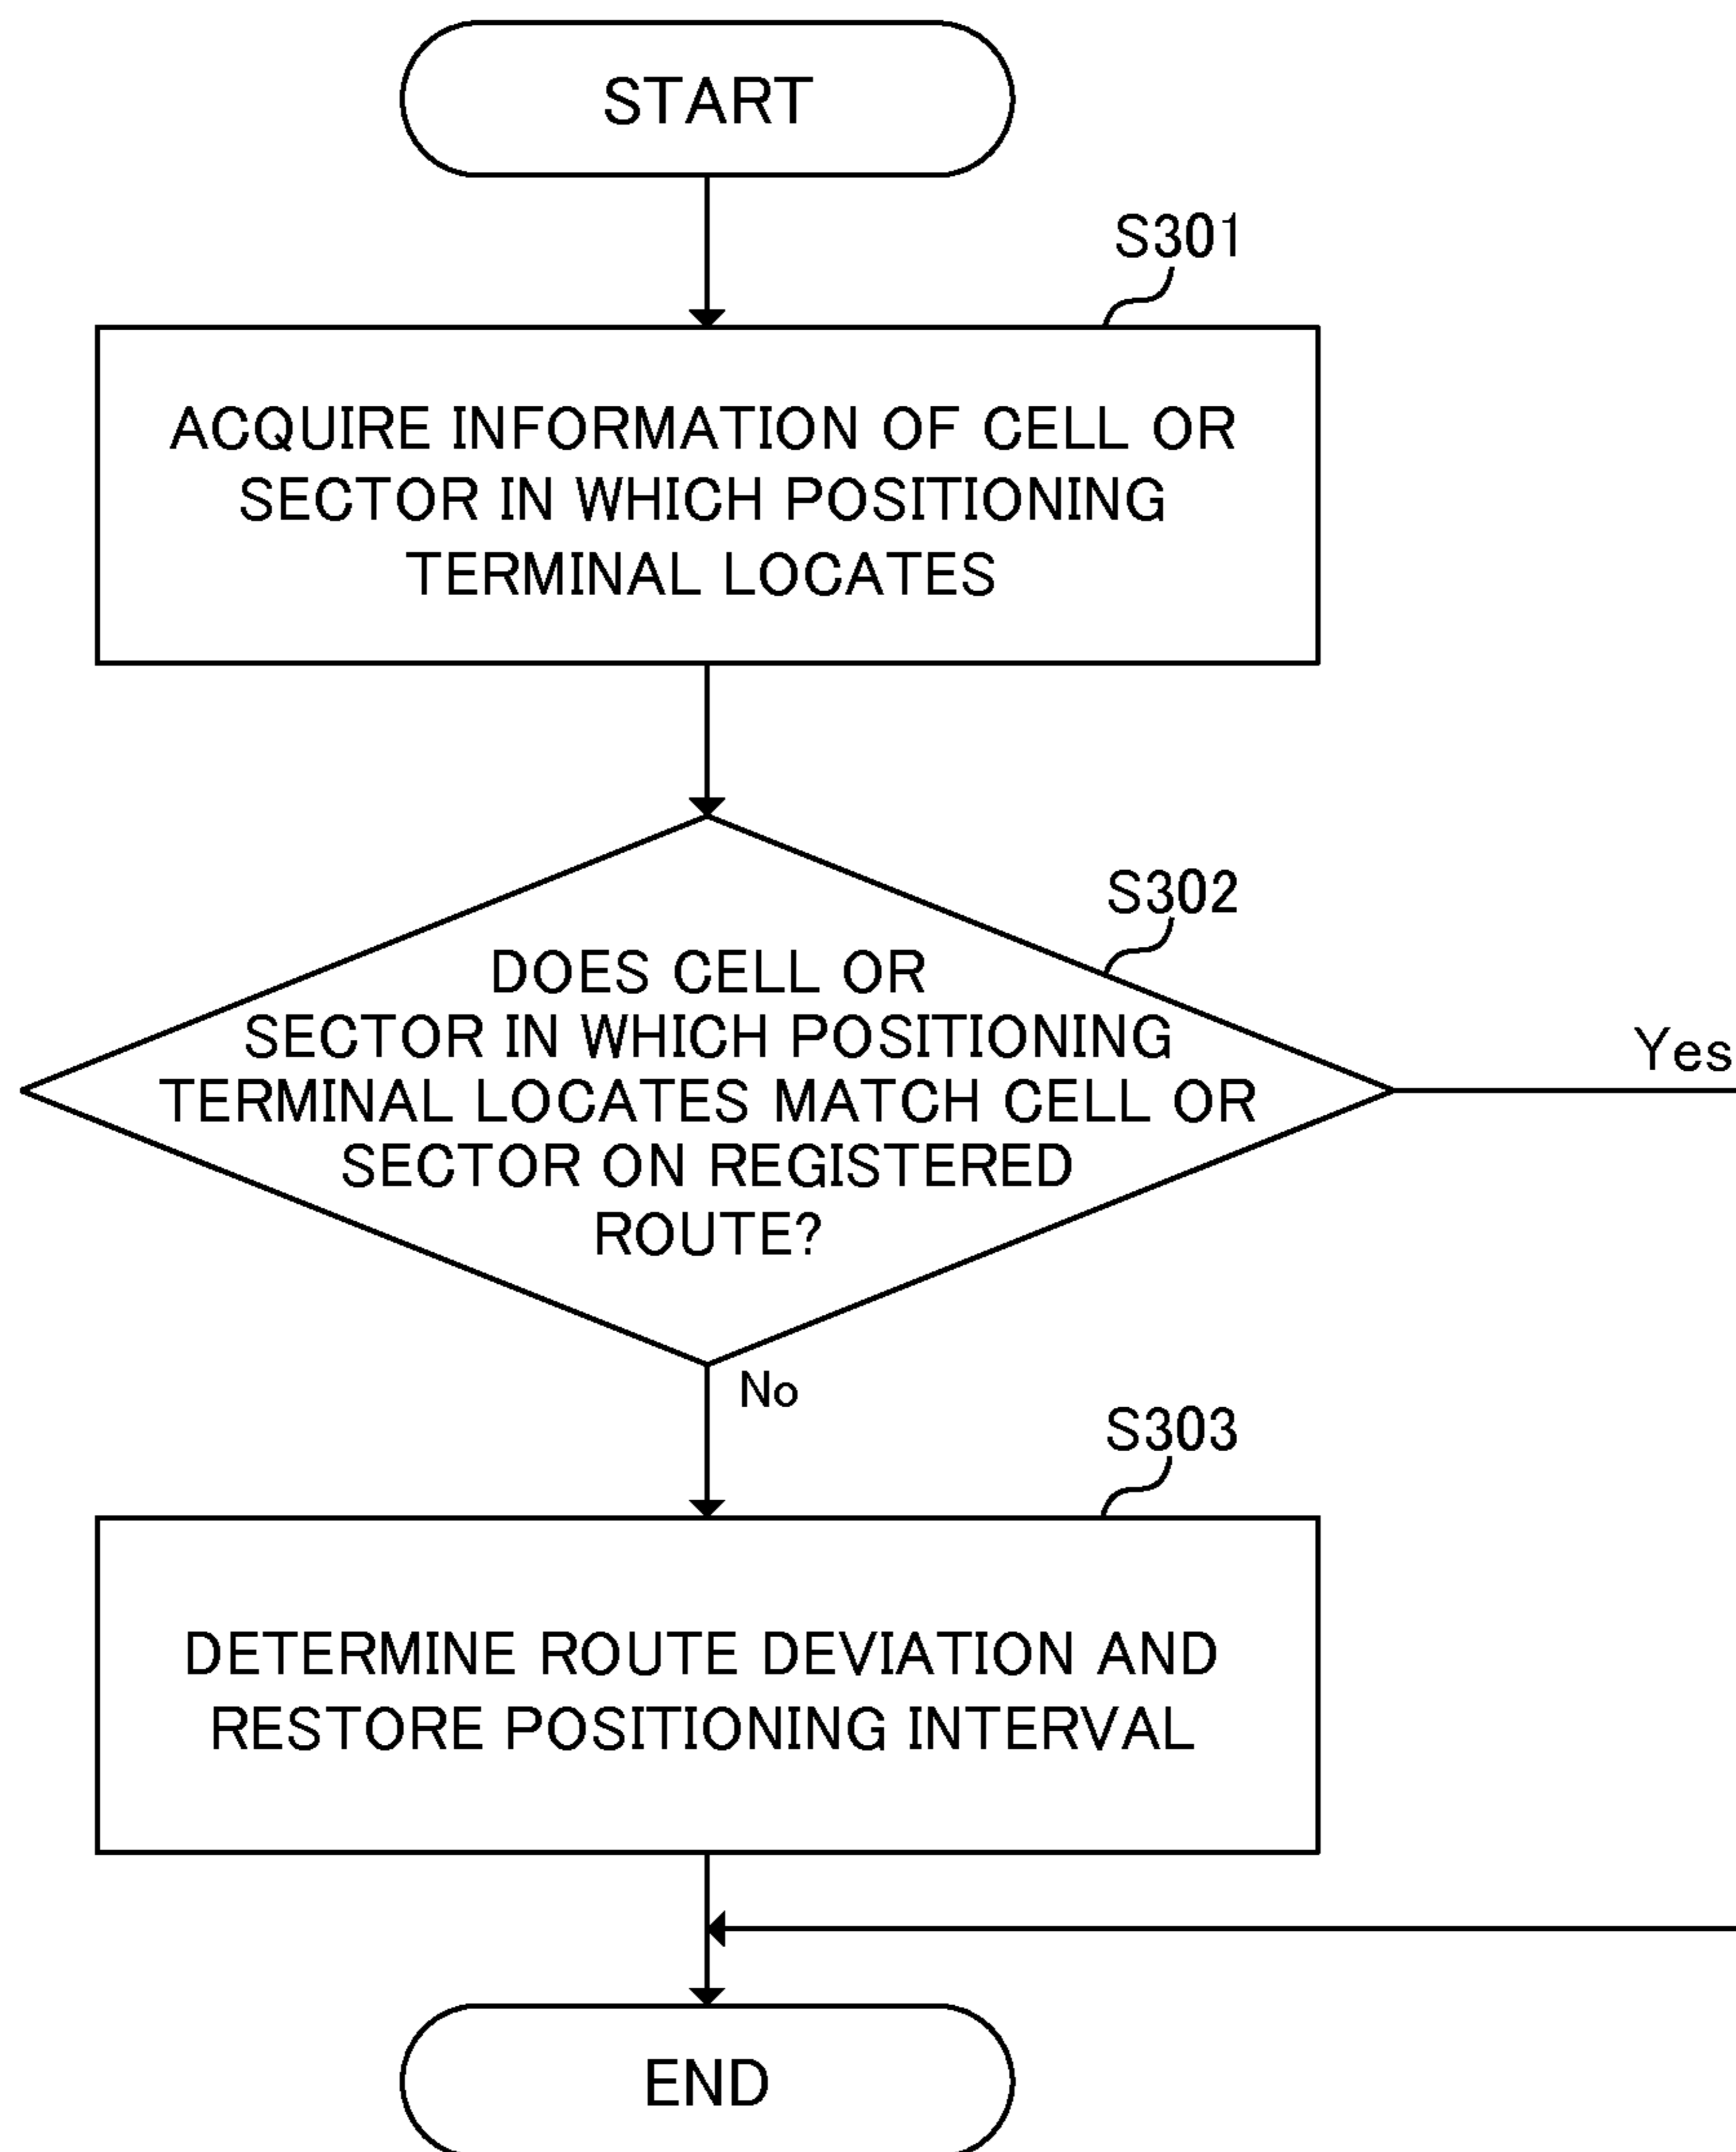 START
S301
ACQUIRE INFORMATION OF CELL OR
SECTOR IN WHICH POSITIONING
TERMINAL LOCATES
S302
DOES CELL OR
SECTOR IN WHICH POSITIONING
TERMINAL LOCATES MATCH CELL OR
SECTOR ON REGISTERED
ROUTE?
Yes
No
S303
DETERMINE ROUTE DEVIATION AND
RESTORE POSITIONING INTERVAL
END